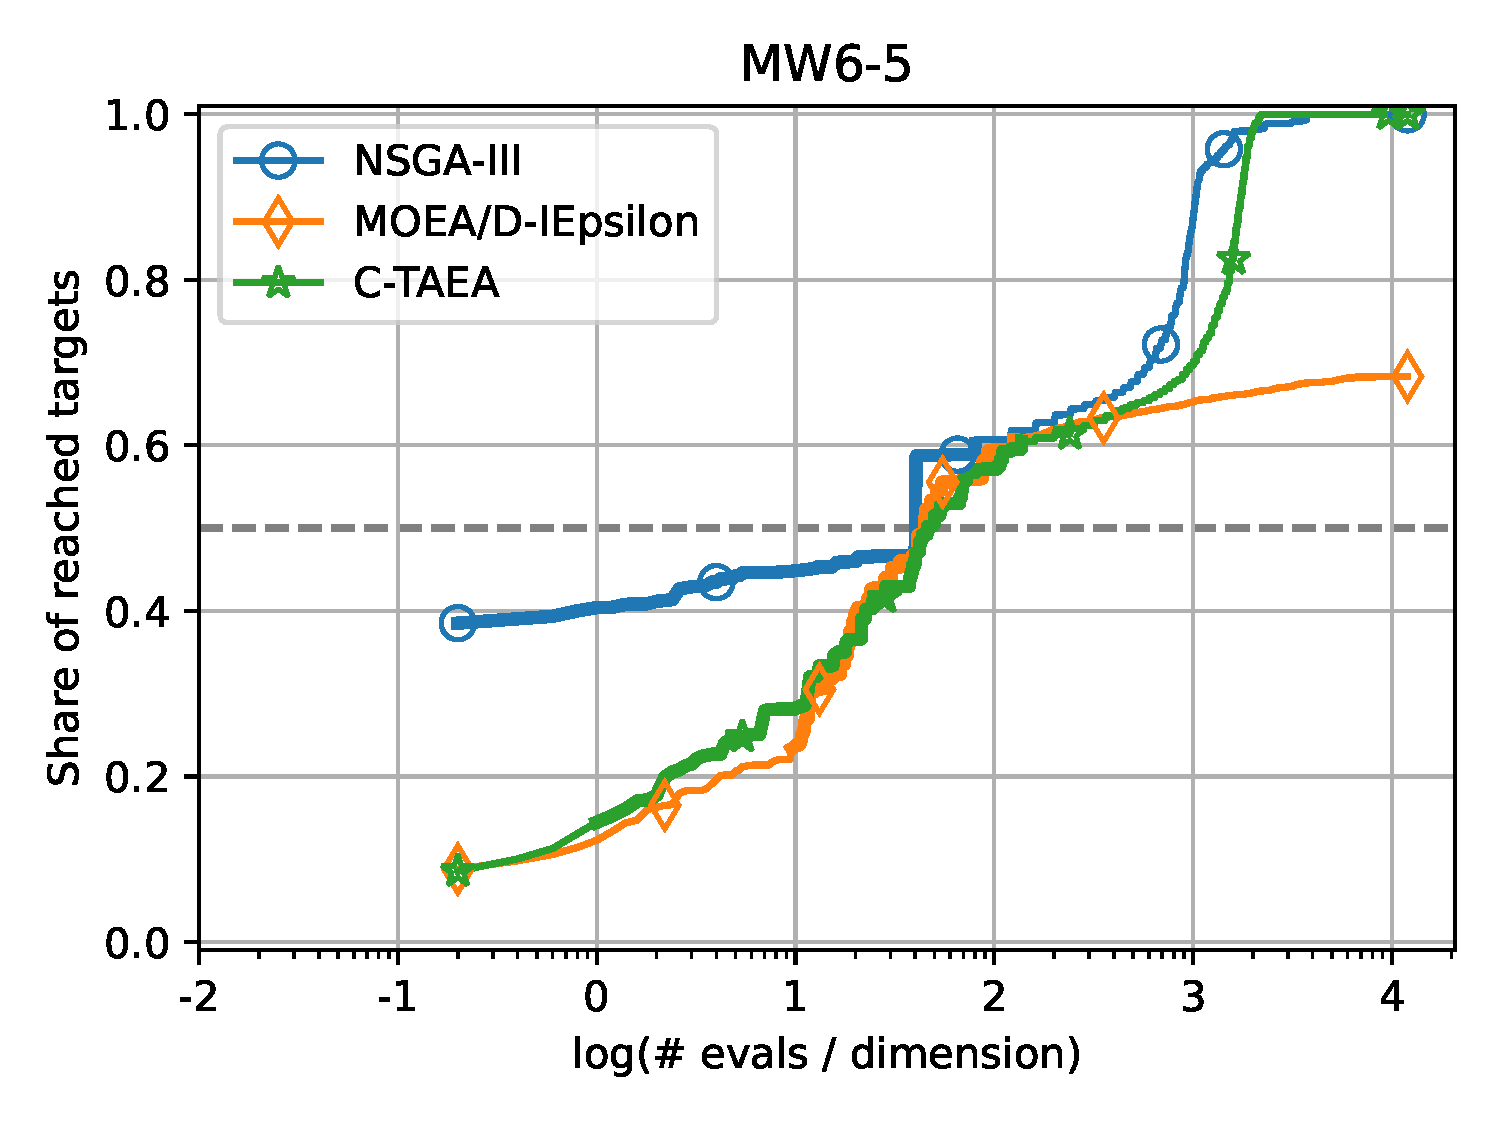 MW6-5
1.0
0.8
0.6
0.4
0.2
0.0
Share of reached targets
NSGA-III
MOEA/D-IEpsilon
C-TAEA
-2 -1 0 1 2 3 4
log(# evals / dimension)